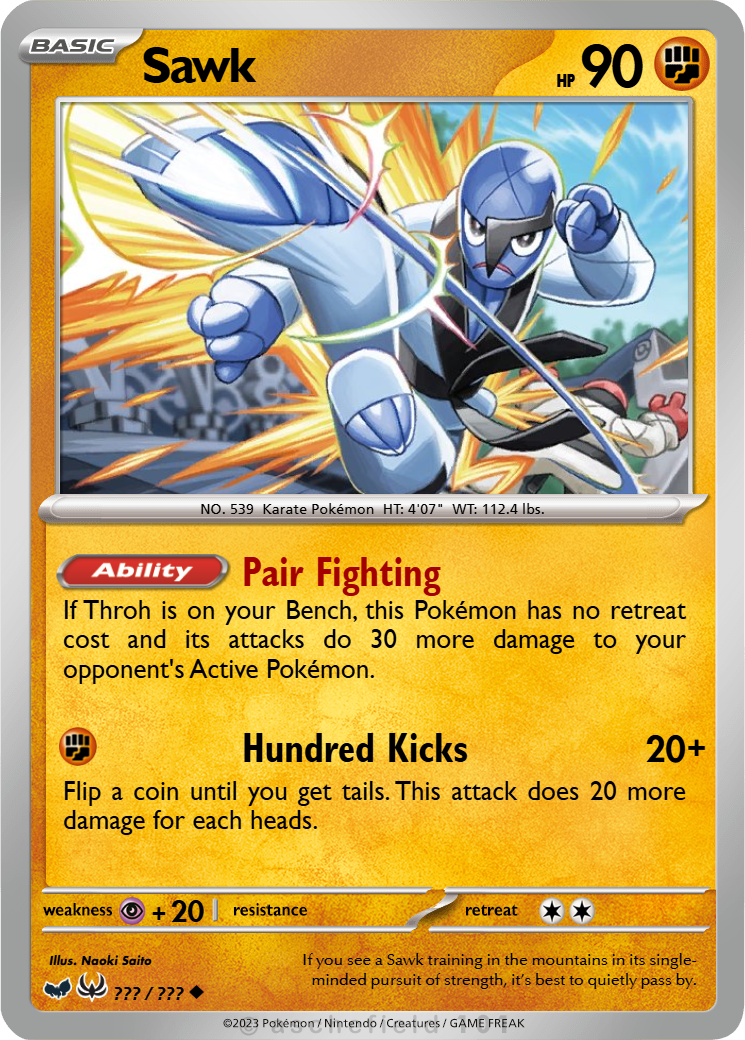 BASIC Sawk HP 90
NO. 539 Karate Pokémon HT: 4'07" WT: 112.4 lbs.
Ability Pair Fighting
If Throh is on your Bench, this Pokémon has no retreat
cost and its attacks do 30 more damage to your
opponent's Active Pokémon.
Hundred Kicks 20+
Flip a coin until you get tails. This attack does 20 more
damage for each heads.
weakness + 20 resistance retreat
Illus. Naoki Saito
If you see a Sawk training in the mountains in its single-
minded pursuit of strength, it's best to quietly pass by.
??? / ???
©2023 Pokémon / Nintendo / Creatures / GAME FREAK